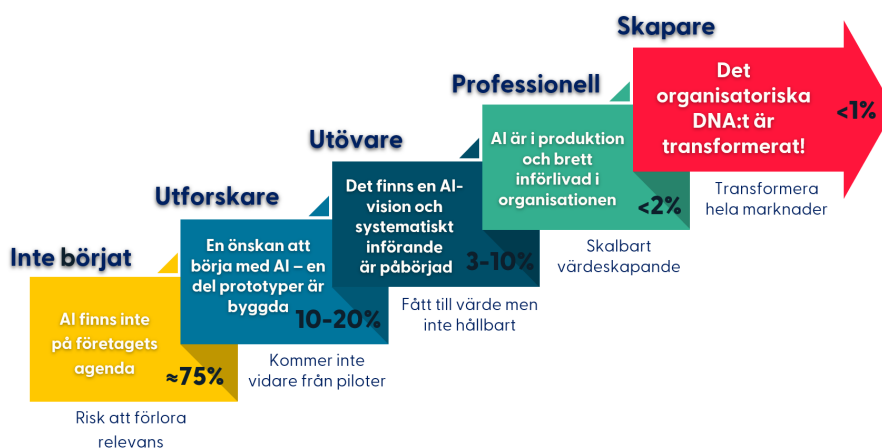 Inte börjat
AI finns inte
på företagets
agenda
≈75%
Risk att förlora
relevans
Utforskare
En önskan att
börja med AI – en
del prototyper är
byggda
10-20%
Kommer inte
vidare från piloter
Utövare
Det finns en AI-
vision och
systematiskt
införande
är påbörjad
3-10%
Fått till värde men
inte hållbart
Professionell
AI är i produktion
och brett
införlivad i
organisationen
<2%
Skalbart
värdeskapande
Skapare
Det
organisatoriska
DNA:t är
transformerat!
<1%
Transformera
hela marknader